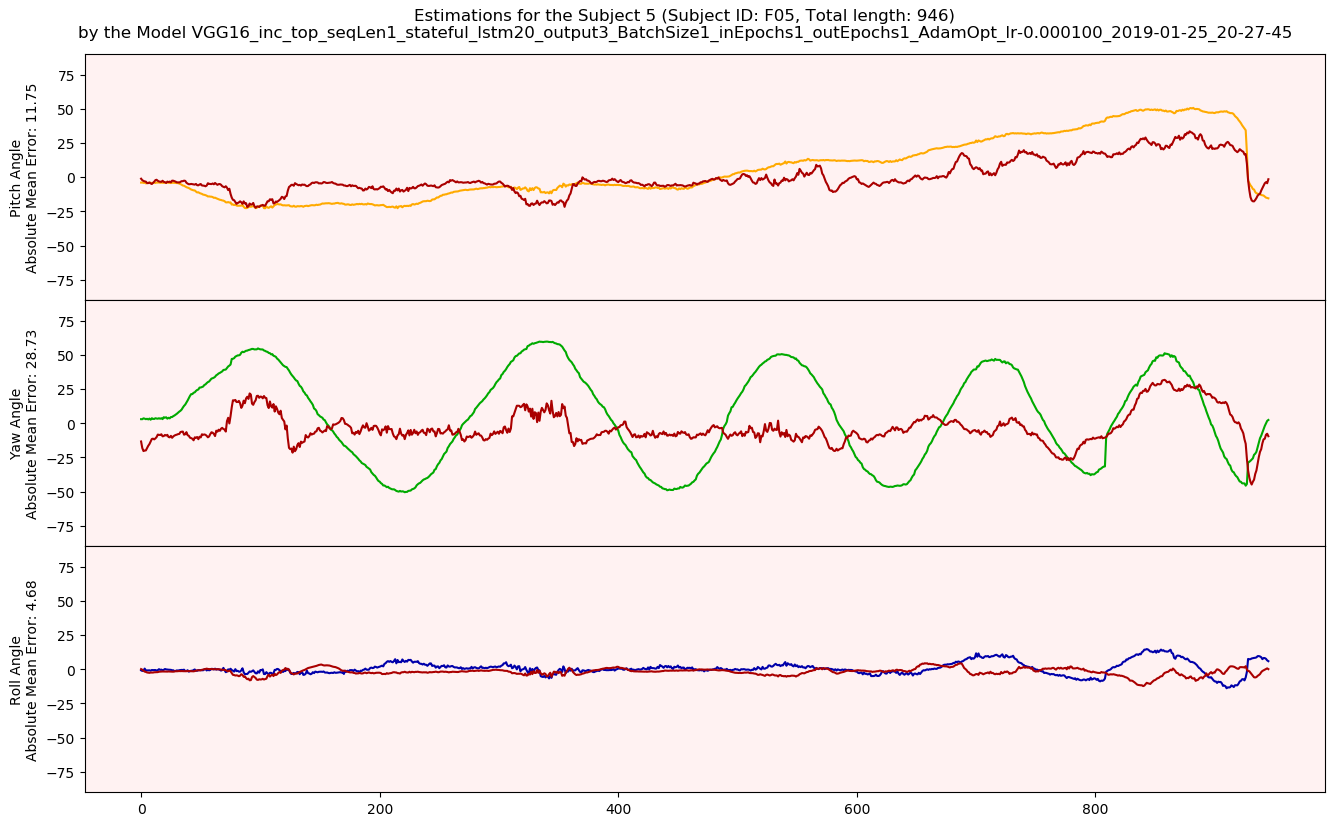 Estimations for the Subject 5 (Subject ID: F05, Total length: 946)
by the Model VGG16_inc_top_seqLen1_stateful_lstm20_output3_BatchSize1_inEpochs1_outEpochs1_AdamOpt_lr-0.000100_2019-01-25_20-27-45
Pitch Angle
Absolute Mean Error: 11.75
75
50
25
0
−25
−50
−75
Yaw Angle
Absolute Mean Error: 28.73
75
50
25
0
−25
−50
−75
Roll Angle
Absolute Mean Error: 4.68
75
50
25
0
−25
−50
−75
0 200 400 600 800